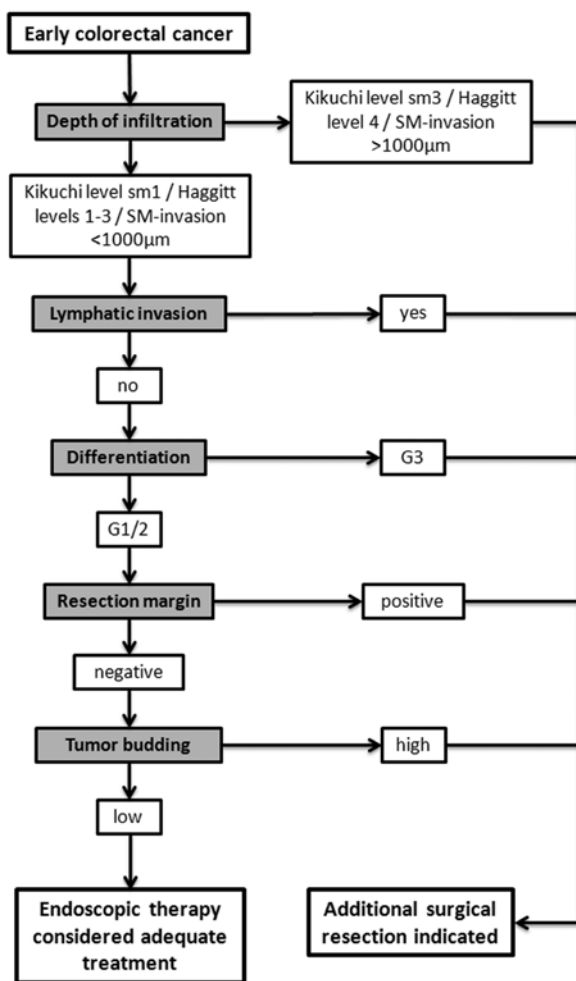 Early colorectal cancer
Depth of infiltration
Kikuchi level sm3 / Haggitt
level 4 / SM-invasion
>1000µm
Kikuchi level sm1 / Haggitt
levels 1-3 / SM-invasion
<1000µm
Lymphatic invasion
yes
no
Differentiation
G3
G1/2
Resection margin
positive
negative
Tumor budding
high
low
Endoscopic therapy
considered adequate
treatment
Additional surgical
resection indicated